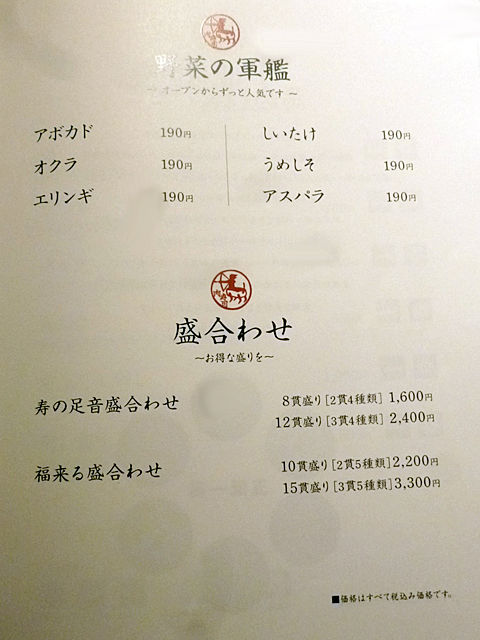 野菜の軍艦
～オープンからずっと人気です～
アボカド 190円
オクラ 190円
エリンギ 190円
しいたけ 190円
うめしそ 190円
アスパラ 190円
盛合わせ
～お得な盛りを～
寿の足音盛合わせ 8貫盛り[2貫4種類] 1,600円
12貫盛り[3貫4種類] 2,400円
福来る盛合わせ 10貫盛り[2貫5種類] 2,200円
15貫盛り[3貫5種類] 3,300円
■価格はすべて税込み価格です。